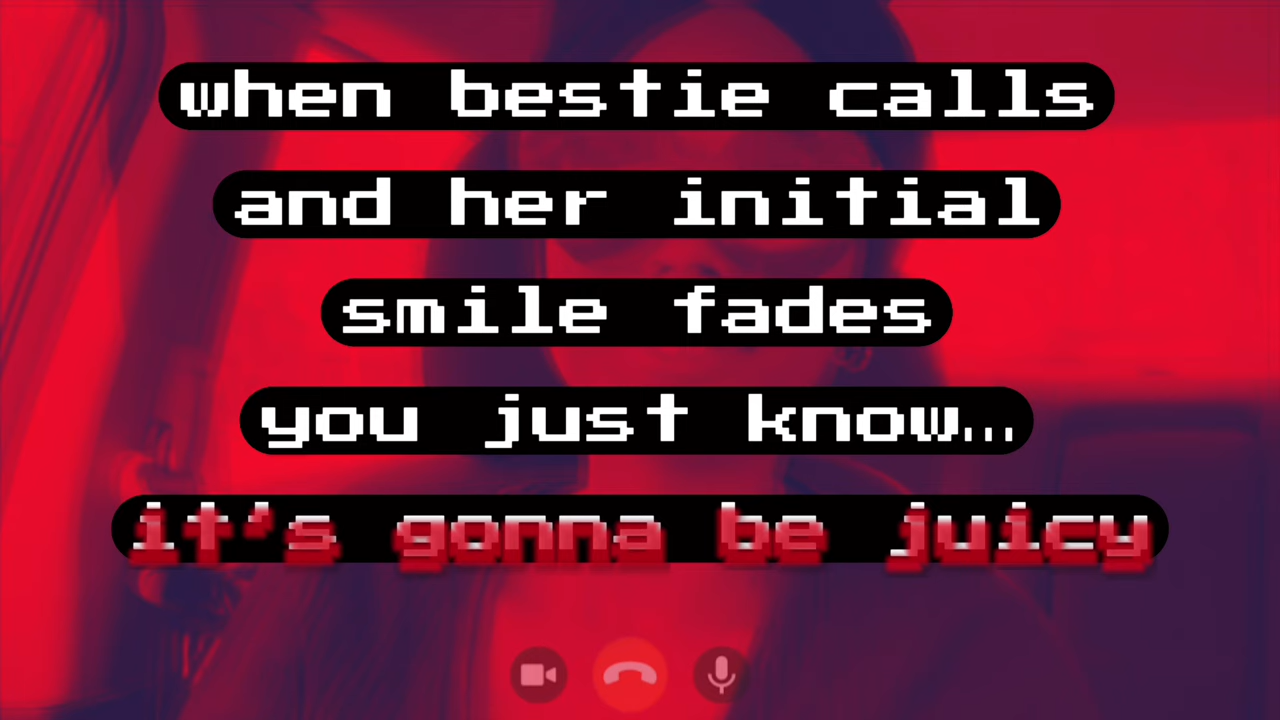 when bestie calls
and her initial
smile fades
you just know...
it's gonna be juicy